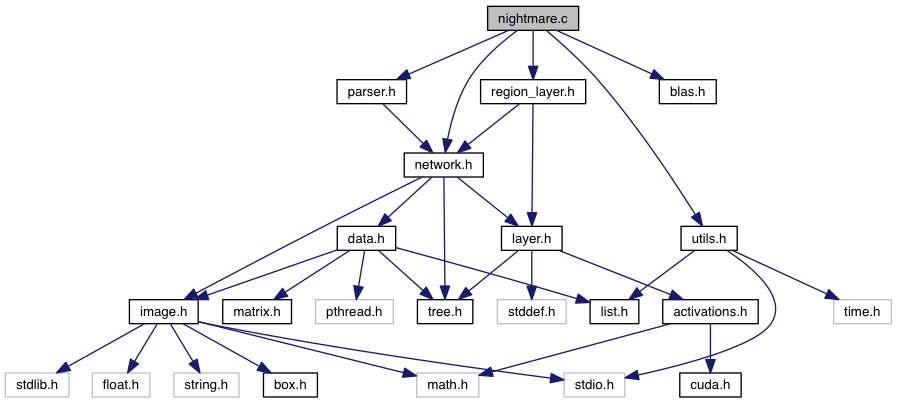 nightmare.c
parser.h
region_layer.h
blas.h
network.h
data.h
layer.h
utils.h
image.h
matrix.h
pthread.h
tree.h
stddef.h
list.h
activations.h
time.h
stdlib.h
float.h
string.h
box.h
math.h
stdio.h
cuda.h